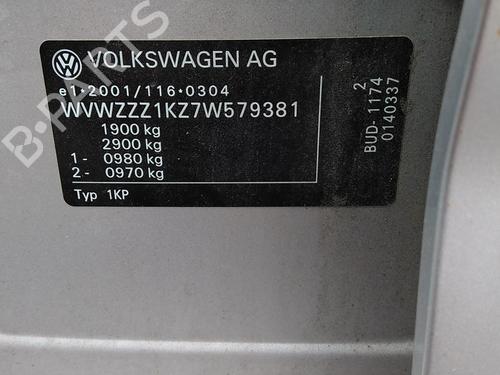 VOLKSWAGEN AG
e1*2001/116*0304
WVWZZZ1KZ7W579381
1900 kg
2900 kg
1- 0980 kg
2- 0970 kg
Typ 1KP
2
BUD-1174
0140337
B-PARTS